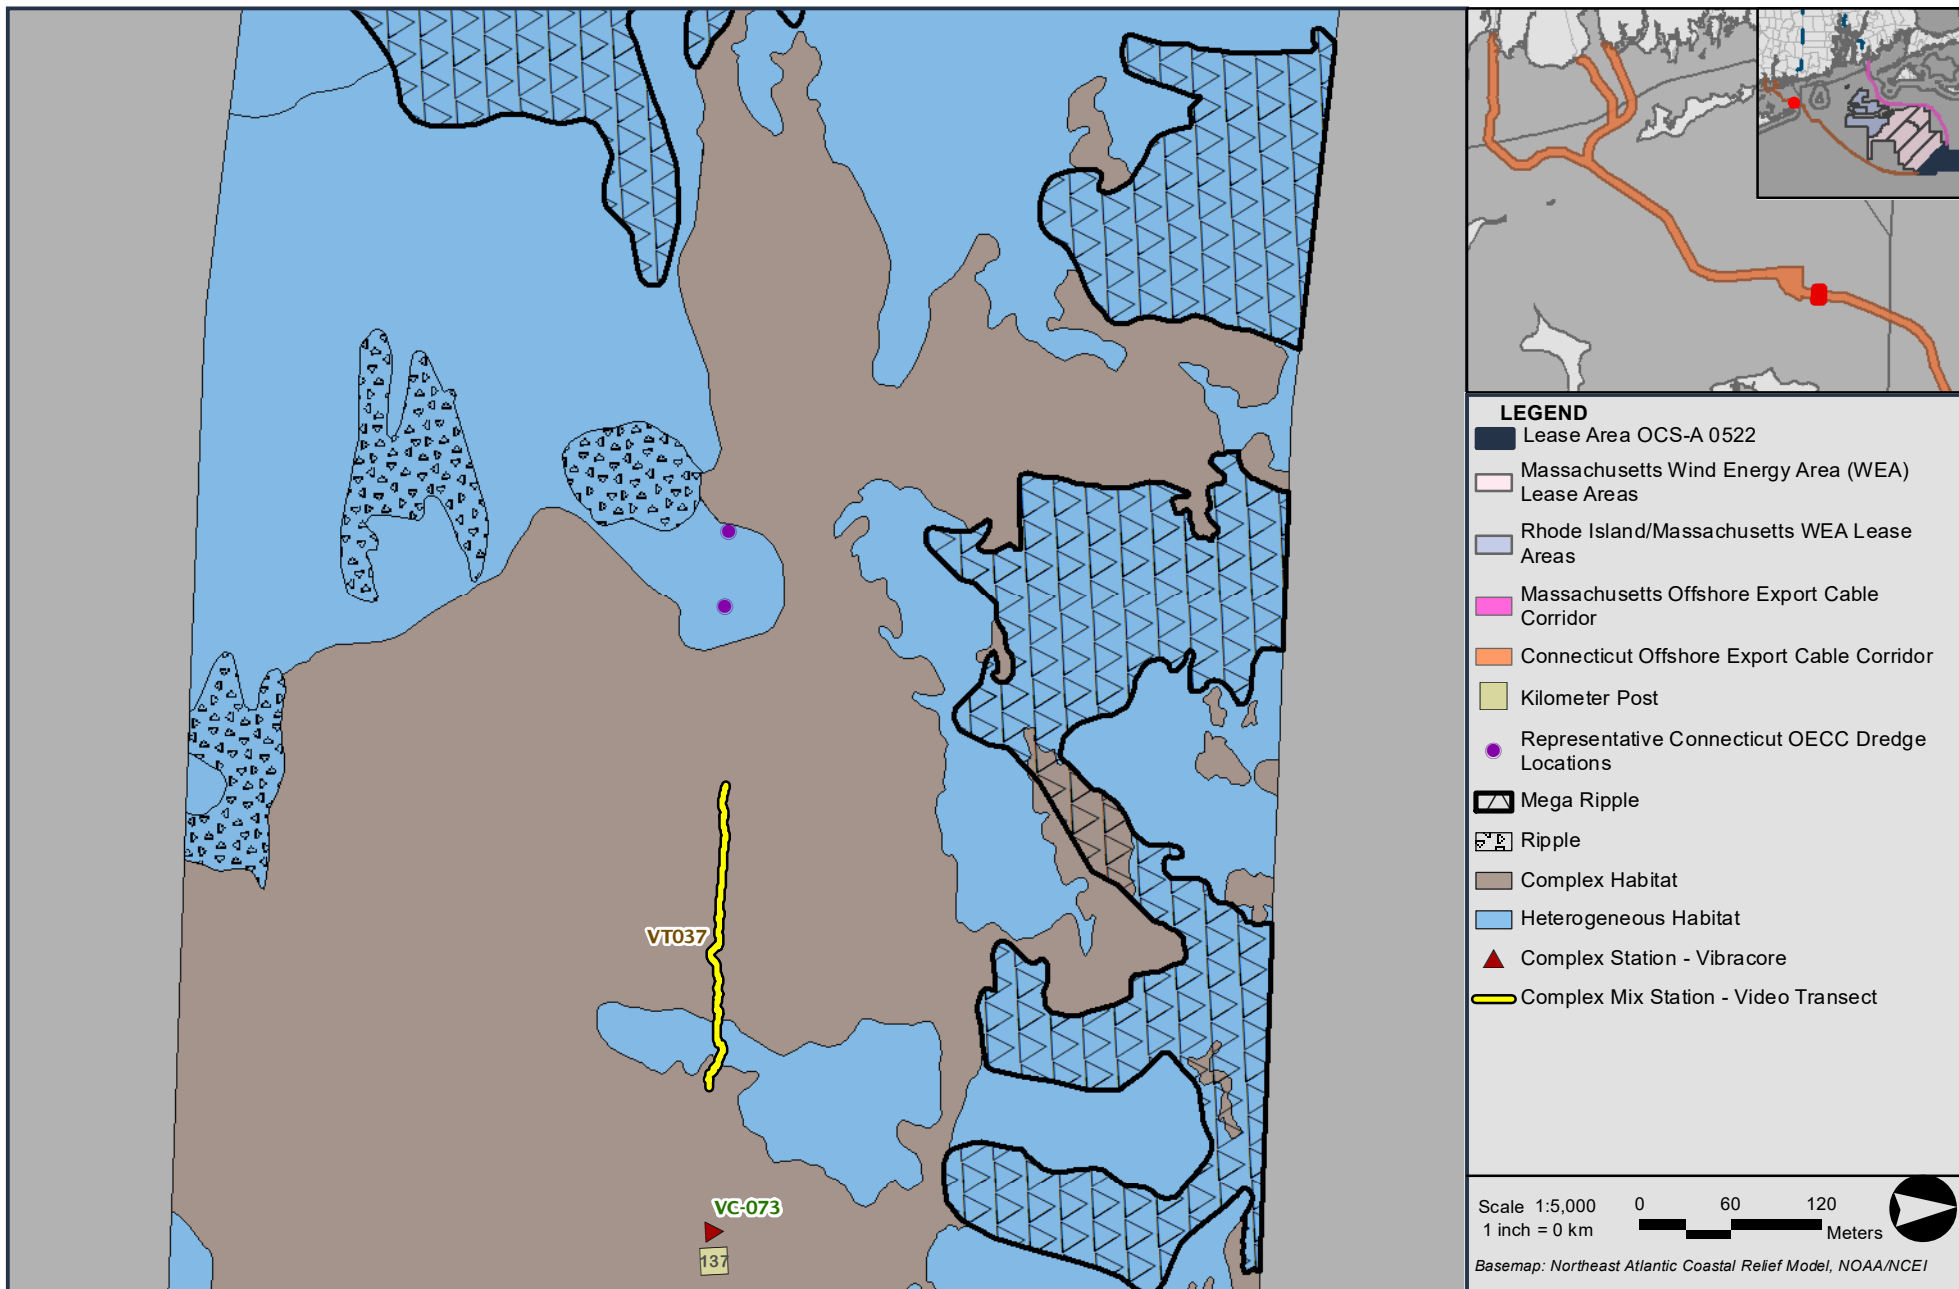 VT037
VC-073
137
LEGEND
Lease Area OCS-A 0522
Massachusetts Wind Energy Area (WEA)
Lease Areas
Rhode Island/Massachusetts WEA Lease
Areas
Massachusetts Offshore Export Cable
Corridor
Connecticut Offshore Export Cable Corridor
Kilometer Post
Representative Connecticut OECC Dredge
Locations
Mega Ripple
Ripple
Complex Habitat
Heterogeneous Habitat
Complex Station - Vibracore
Complex Mix Station - Video Transect
Scale 1:5,000
1 inch = 0 km
0 60 120
Meters
Basemap: Northeast Atlantic Coastal Relief Model, NOAA/NCEI